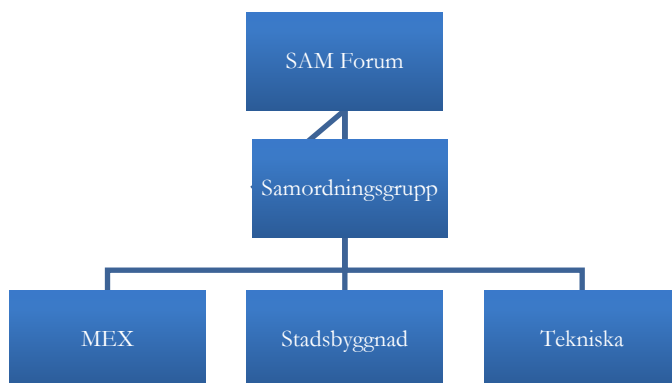 SAM Forum
Samordningsgrupp
MEX
Stadsbyggnad
Tekniska